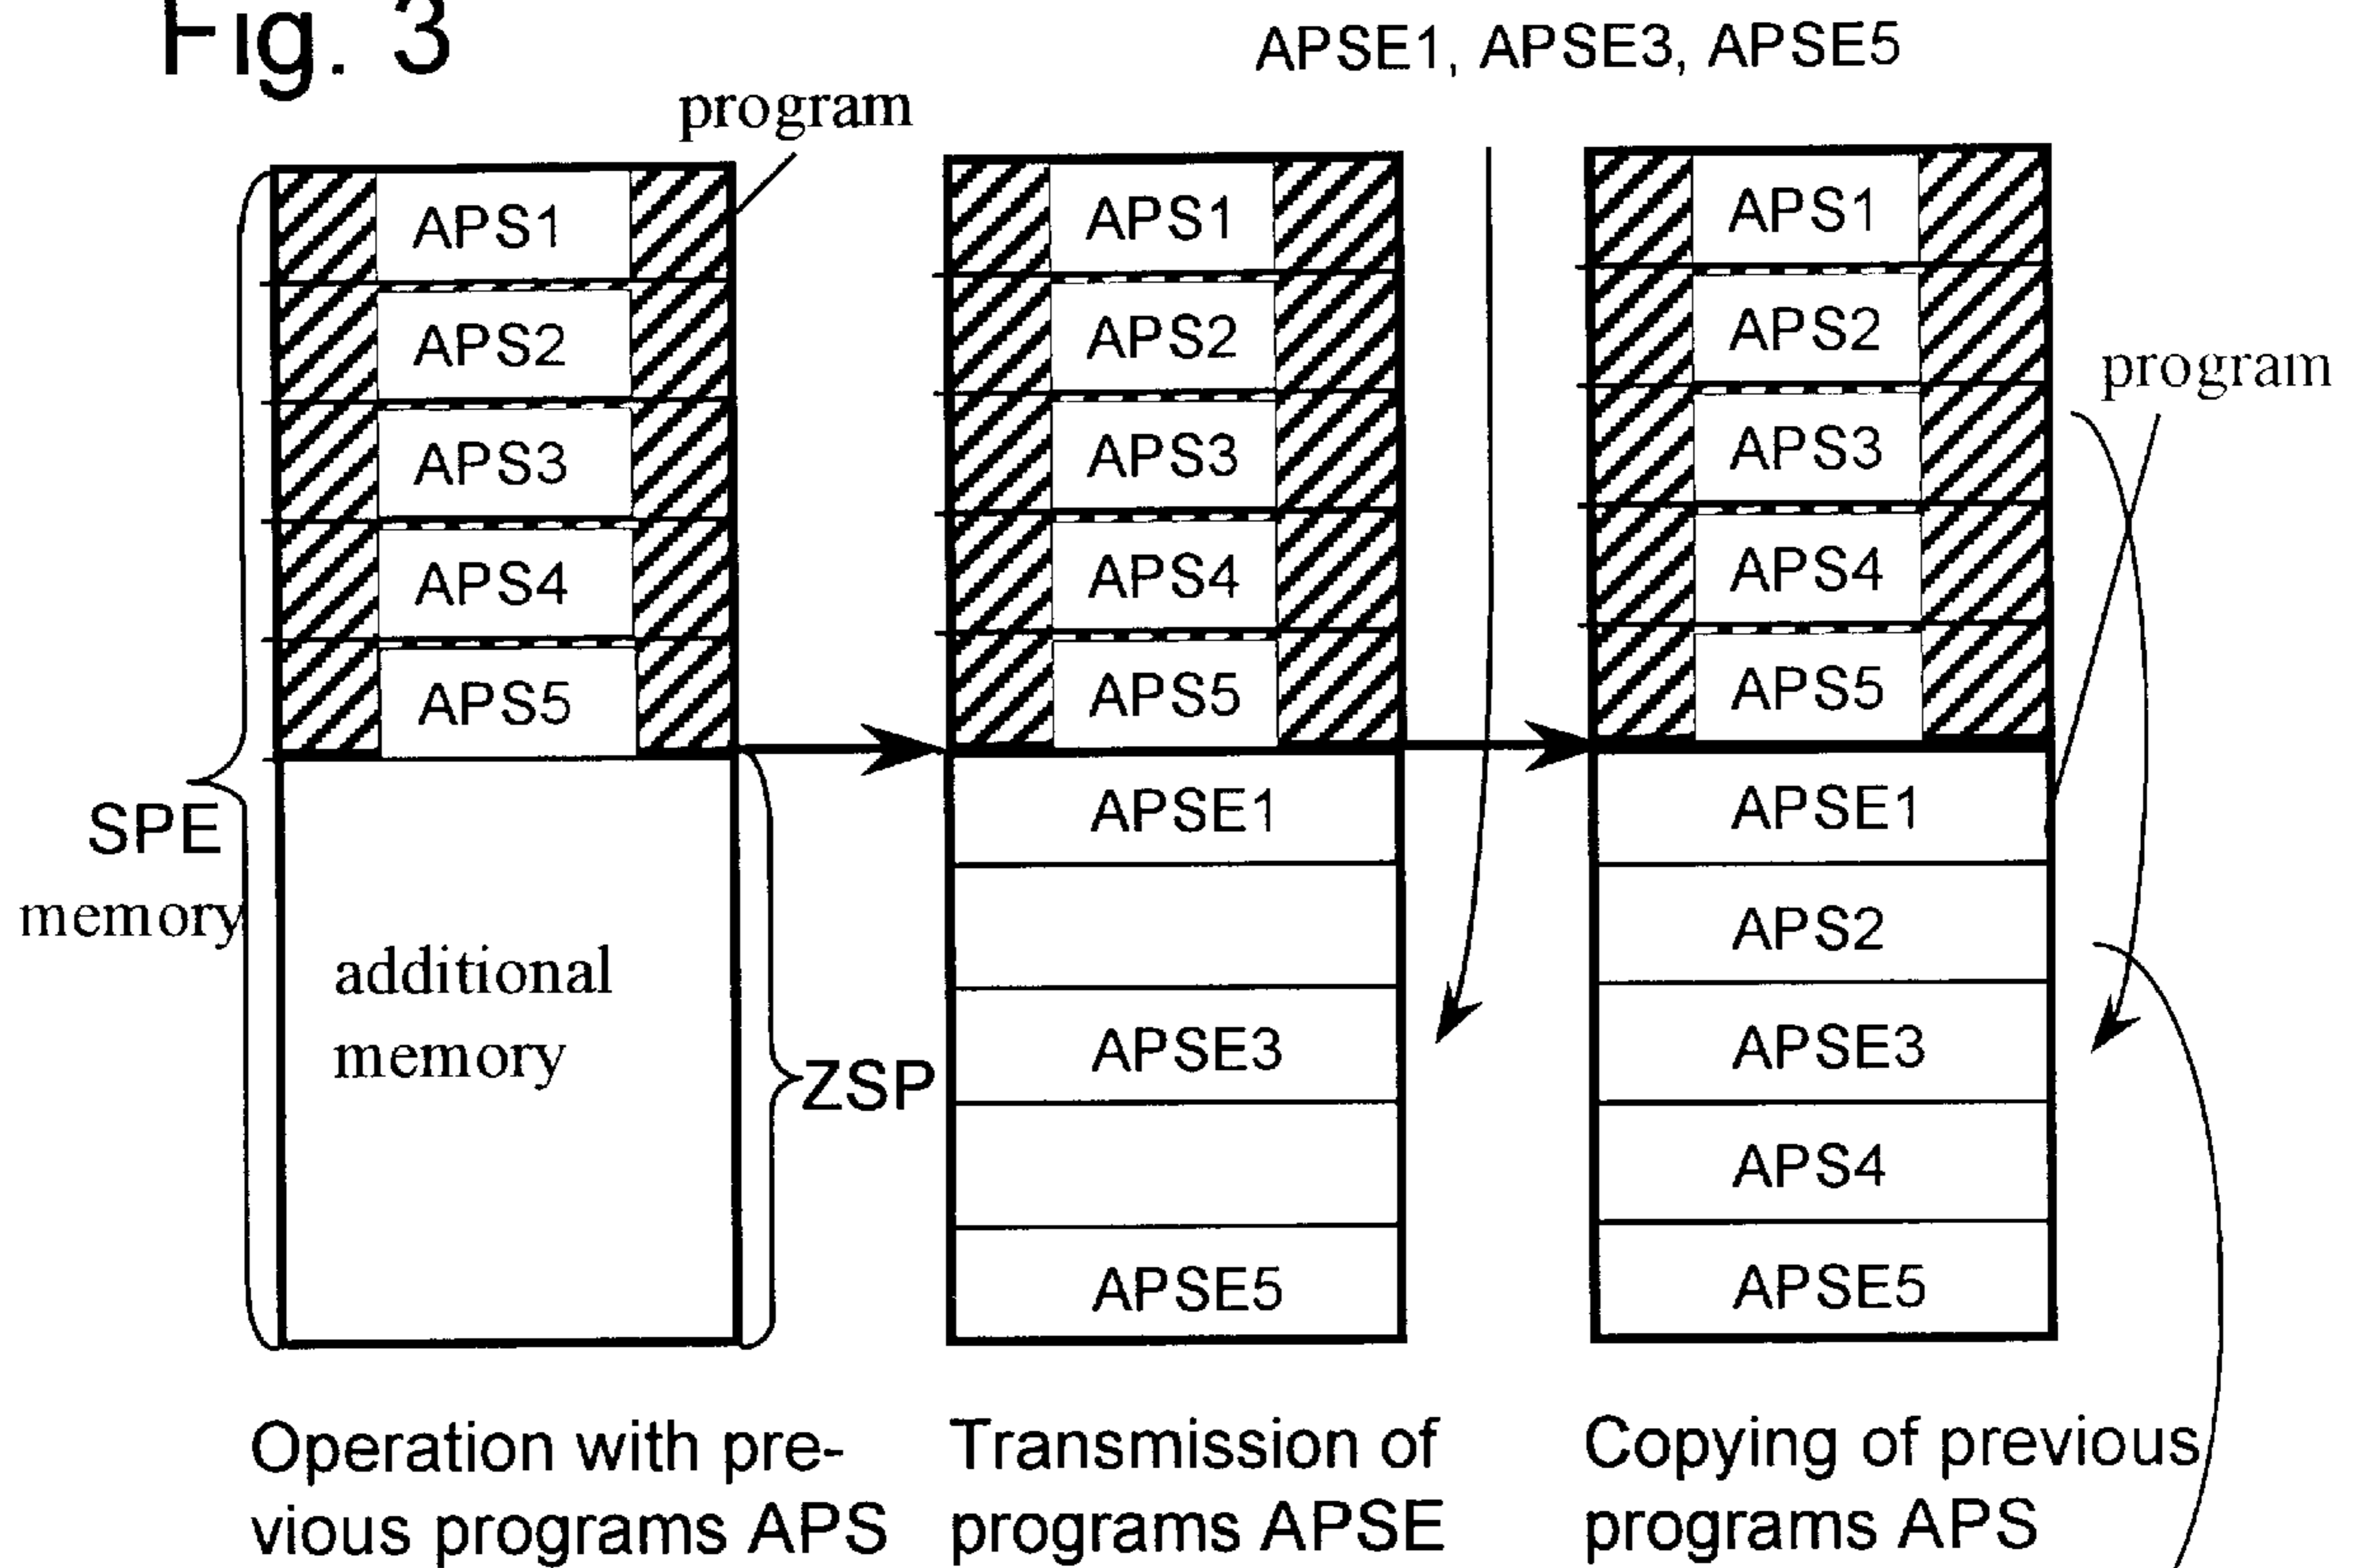 Fig. 3
APSE1, APSE3, APSE5
program
APS1
APS2
APS3
APS4
APS5
SPE
memory
additional
memory
ZSP
Operation with pre-
vious programs APS
APS1
APS2
APS3
APS4
APS5
APSE1
APSE3
APSE5
Transmission of
programs APSE
program
APS1
APS2
APS3
APS4
APS5
APSE1
APS2
APSE3
APS4
APSE5
Copying of previous
programs APS